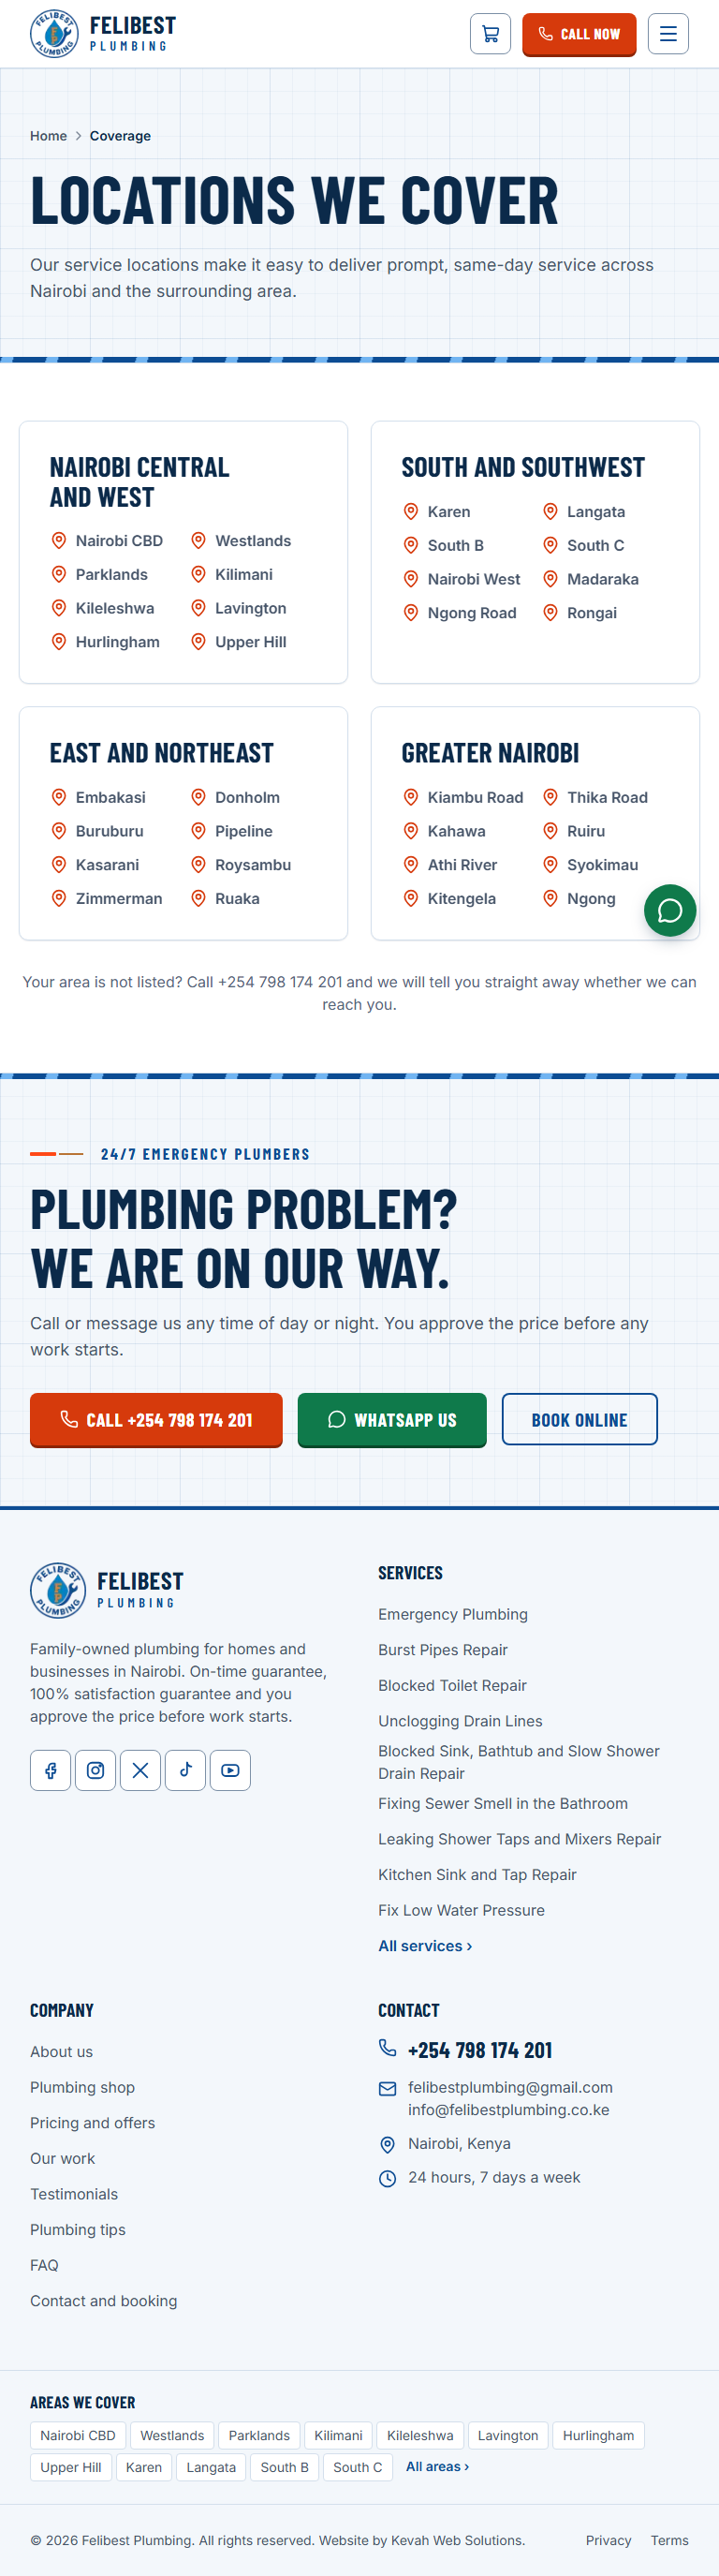 FELIBEST
PLUMBING
CALL NOW
Home > Coverage
LOCATIONS WE COVER
Our service locations make it easy to deliver prompt, same-day service across
Nairobi and the surrounding area.
NAIROBI CENTRAL
AND WEST
Nairobi CBD
Westlands
Parklands
Kilimani
Kileleshwa
Lavington
Hurlingham
Upper Hill
SOUTH AND SOUTHWEST
Karen
Langata
South B
South C
Nairobi West
Madaraka
Ngong Road
Rongai
EAST AND NORTHEAST
Embakasi
Donholm
Buruburu
Pipeline
Kasarani
Roysambu
Zimmerman
Ruaka
GREATER NAIROBI
Kiambu Road
Thika Road
Kahawa
Ruiru
Athi River
Syokimau
Kitengela
Ngong
Your area is not listed? Call +254 798 174 201 and we will tell you straight away whether we can
reach you.
24/7 EMERGENCY PLUMBERS
PLUMBING PROBLEM?
WE ARE ON OUR WAY.
Call or message us any time of day or night. You approve the price before any
work starts.
CALL +254 798 174 201
WHATSAPP US
BOOK ONLINE
FELIBEST
PLUMBING
Family-owned plumbing for homes and
businesses in Nairobi. On-time guarantee,
100% satisfaction guarantee and you
approve the price before work starts.
SERVICES
Emergency Plumbing
Burst Pipes Repair
Blocked Toilet Repair
Unclogging Drain Lines
Blocked Sink, Bathtub and Slow Shower
Drain Repair
Fixing Sewer Smell in the Bathroom
Leaking Shower Taps and Mixers Repair
Kitchen Sink and Tap Repair
Fix Low Water Pressure
All services ›
COMPANY
About us
Plumbing shop
Pricing and offers
Our work
Testimonials
Plumbing tips
FAQ
Contact and booking
CONTACT
+254 798 174 201
felibestplumbing@gmail.com
info@felibestplumbing.co.ke
Nairobi, Kenya
24 hours, 7 days a week
AREAS WE COVER
Nairobi CBD
Westlands
Parklands
Kilimani
Kileleshwa
Lavington
Hurlingham
Upper Hill
Karen
Langata
South B
South C
All areas ›
© 2026 Felibest Plumbing. All rights reserved. Website by Kevah Web Solutions.
Privacy
Terms